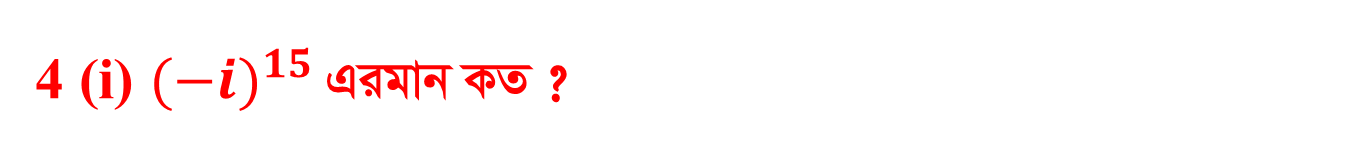 4 (i) $(-i)^{15}$ এরমান কত ?